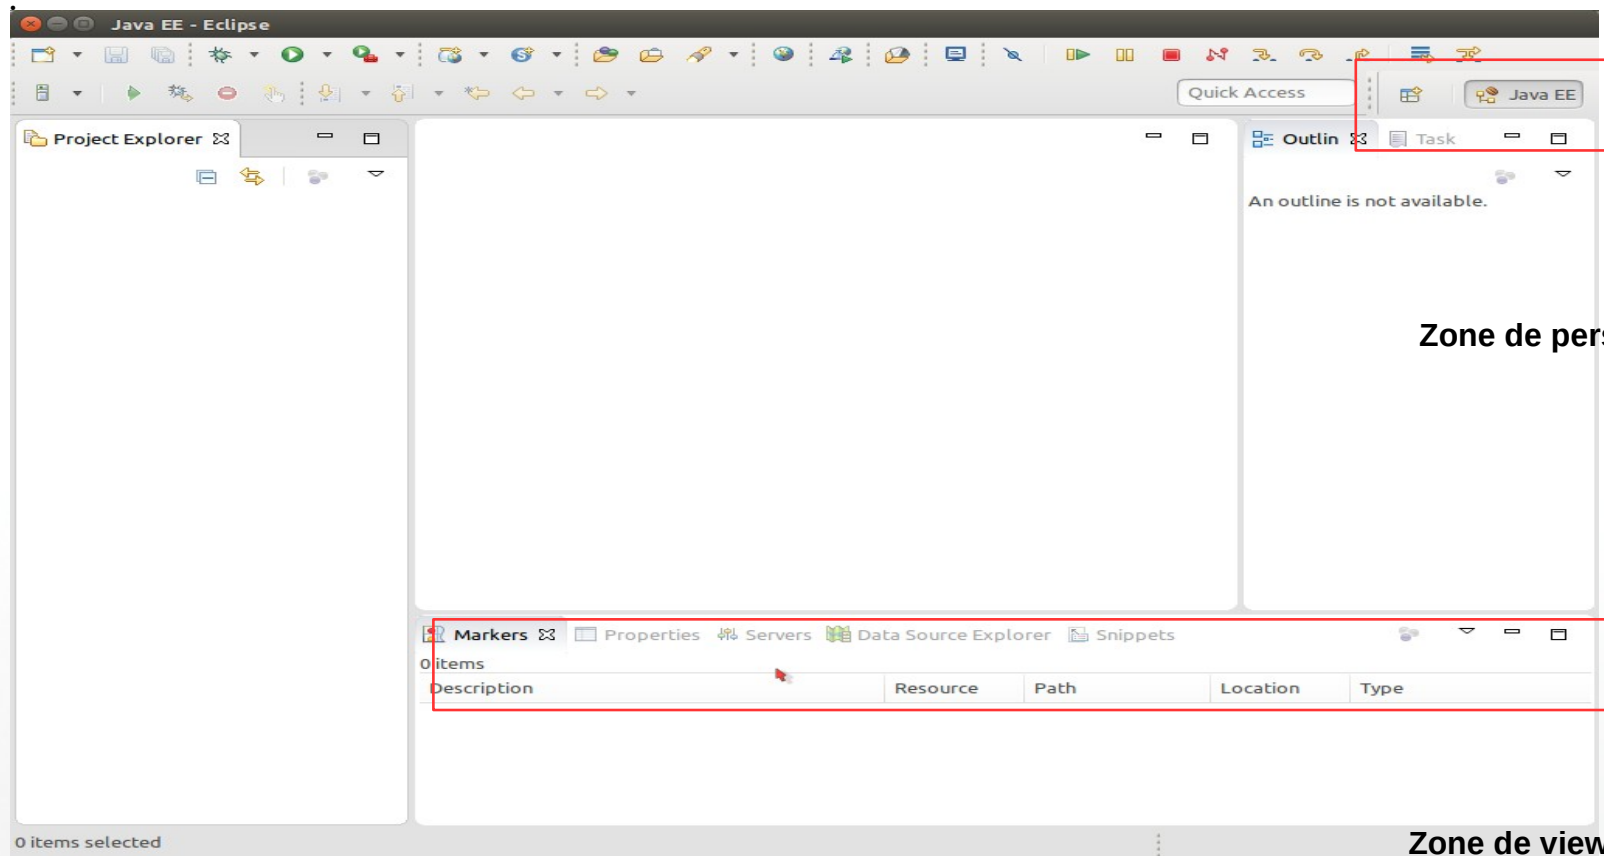 Java EE - Eclipse
Quick Access
Java EE
Project Explorer
Outlin
Task
An outline is not available.
Zone de pers
Markers Properties Servers Data Source Explorer Snippets
0 items
Description Resource Path Location Type
0 items selected
Zone de view